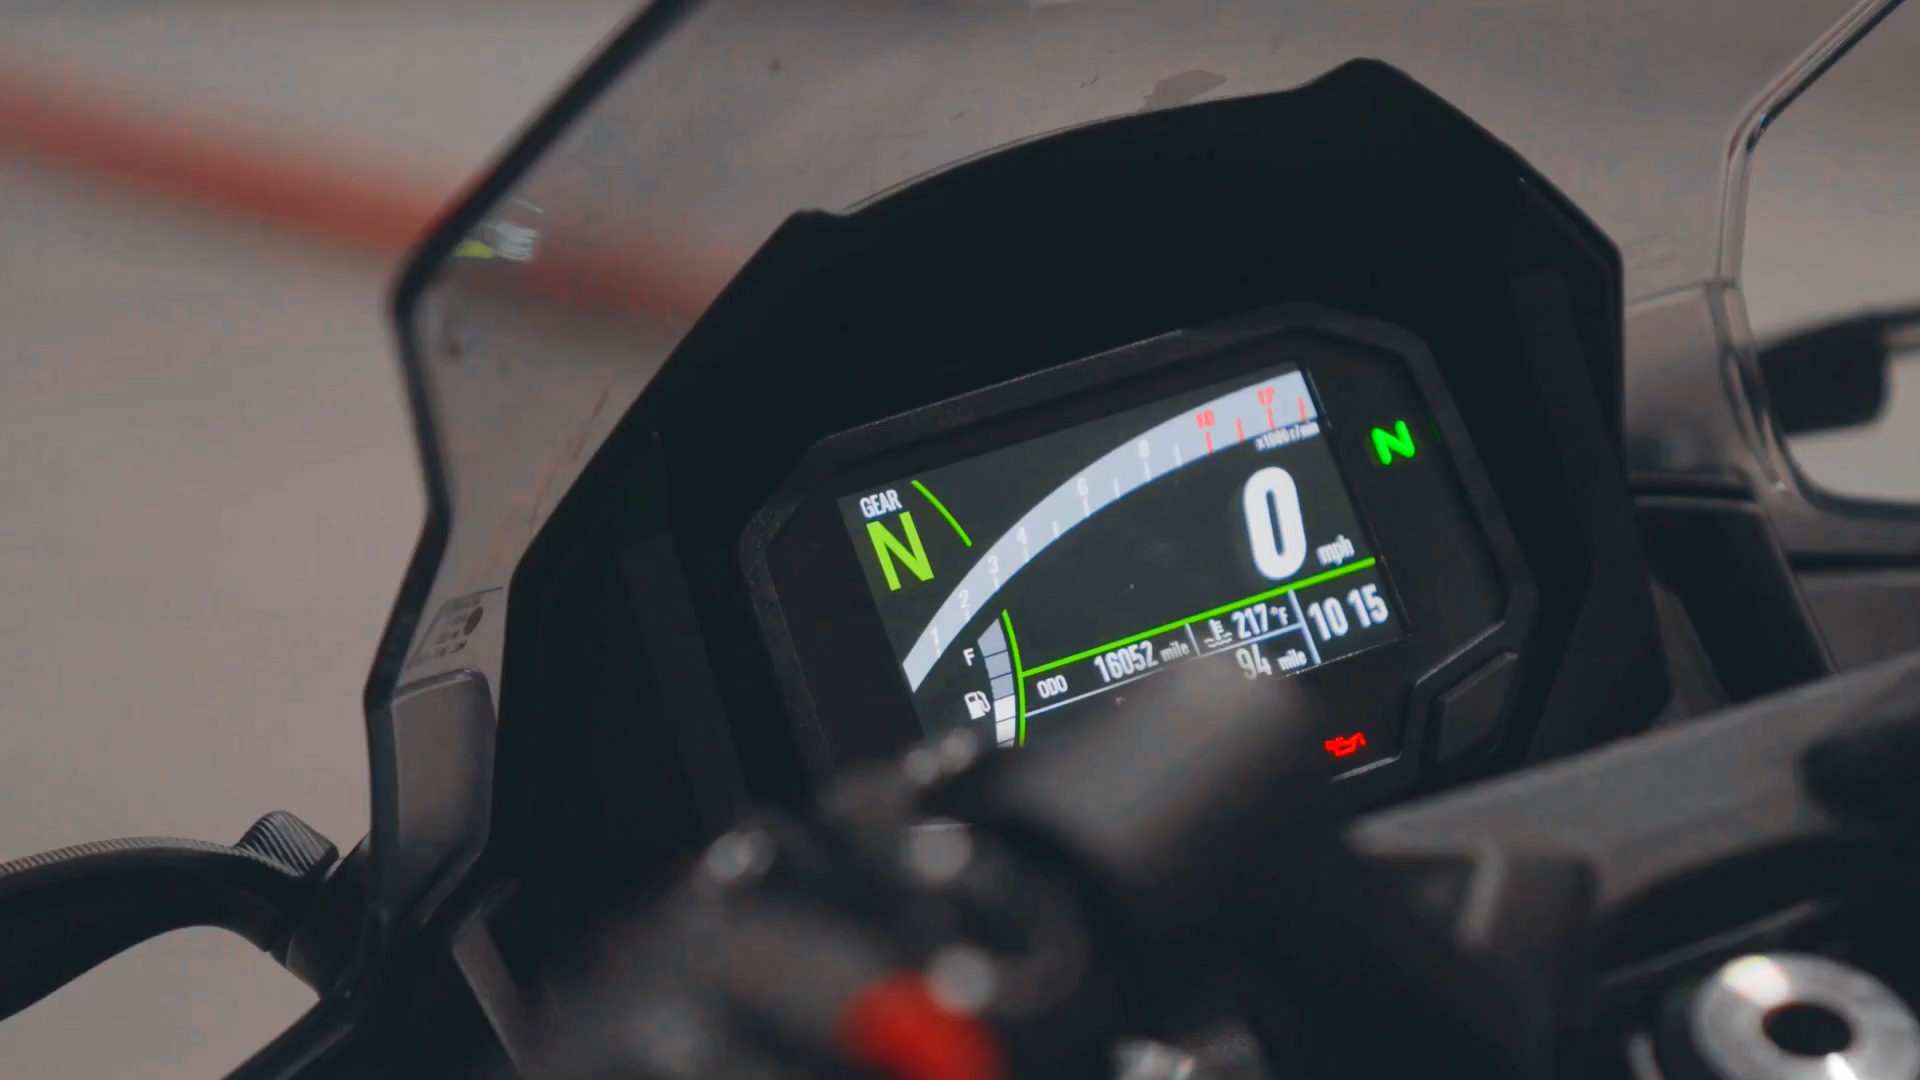 GEAR
N
1 2 3 4 6 8 10 12
x1000 r/min
N
0 mph
F
ODO 16052 mile
217 °F
94 mile
10 15